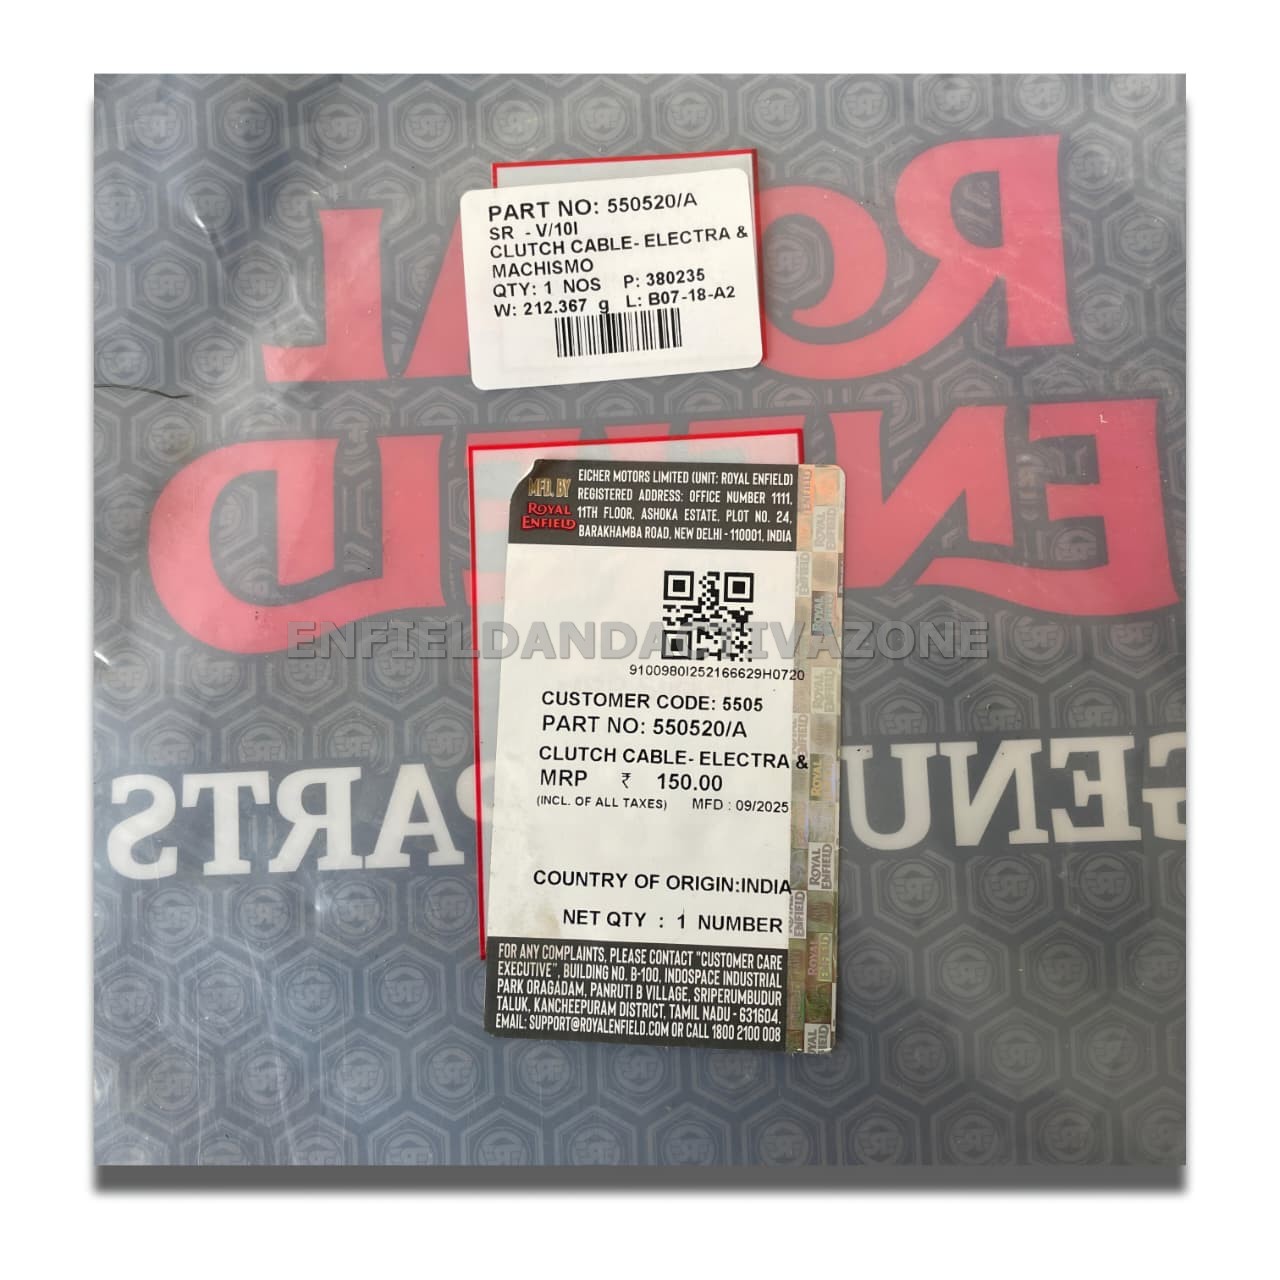 PART NO: 550520/A
SR - V/10I
CLUTCH CABLE- ELECTRA &
MACHISMO
QTY: 1 NOS P: 380235
W: 212.367 g L: B07-18-A2
ROYAL
ENFIELD
GENUINE PARTS
MFD. BY
ROYAL
ENFIELD
EICHER MOTORS LIMITED (UNIT: ROYAL ENFIELD)
REGISTERED ADDRESS: OFFICE NUMBER 1111,
11TH FLOOR, ASHOKA ESTATE, PLOT NO. 24,
BARAKHAMBA ROAD, NEW DELHI - 110001, INDIA
ENFIELDANDACTIVAZONE
910098OI252166629H0720
CUSTOMER CODE: 5505
PART NO: 550520/A
CLUTCH CABLE- ELECTRA &
MRP ₹ 150.00
(INCL. OF ALL TAXES) MFD : 09/2025
COUNTRY OF ORIGIN:INDIA
NET QTY : 1 NUMBER
FOR ANY COMPLAINTS, PLEASE CONTACT "CUSTOMER CARE
EXECUTIVE", BUILDING NO. B-100, INDOSPACE INDUSTRIAL
PARK ORAGADAM, PANRUTI B VILLAGE, SRIPERUMBUDUR
TALUK, KANCHEEPURAM DISTRICT, TAMIL NADU - 631604.
EMAIL: SUPPORT@ROYALENFIELD.COM OR CALL 1800 2100 008
ROYAL
ENFIELD